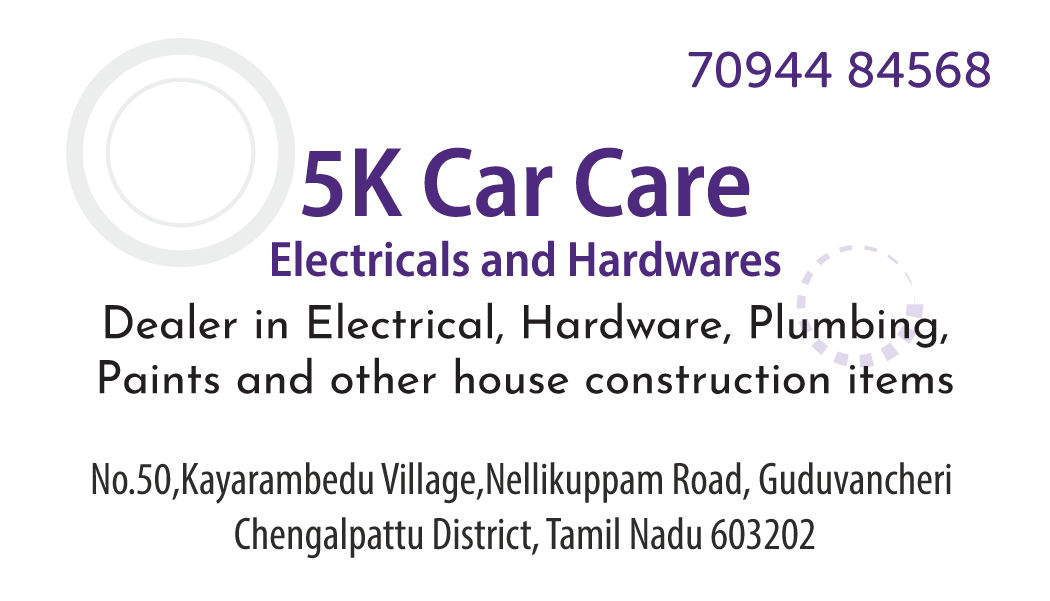 70944 84568
5K Car Care
Electricals and Hardwares
Dealer in Electrical, Hardware, Plumbing,
Paints and other house construction items
No.50,Kayarambedu Village,Nellikuppam Road, Guduvancheri
Chengalpattu District, Tamil Nadu 603202